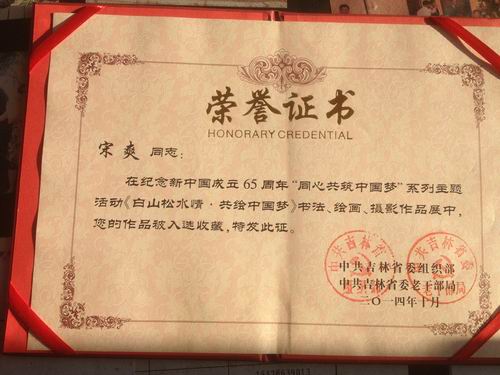 荣誉证书
HONORARY CREDENTIAL
宋爽 同志:
在纪念新中国成立65周年“同心共筑中国梦”系列主题
活动《白山松水情·共绘中国梦》书法、绘画、摄影作品展中,
您的作品被入选收藏,特发此证。
中共吉林省委组织部
中共吉林省委老干部局
二〇一四年十月